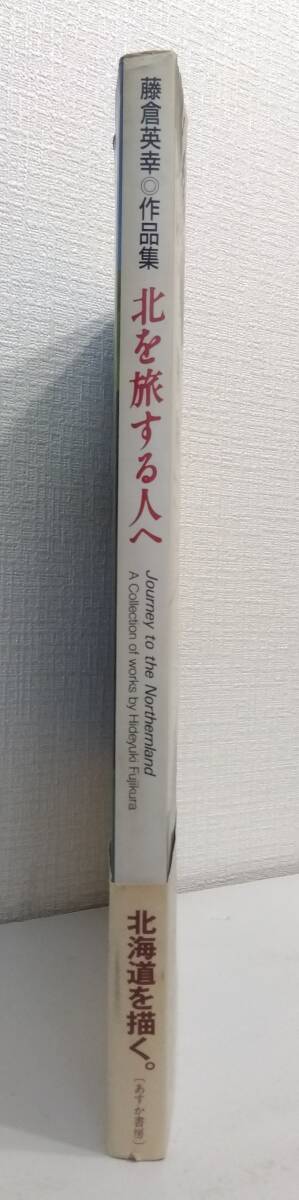 藤倉英幸◎作品集
北を旅する人へ
Journey to the Northernland
A Collection of works by Hideyuki Fujikura
北海道を描く。
〔あすか書房〕